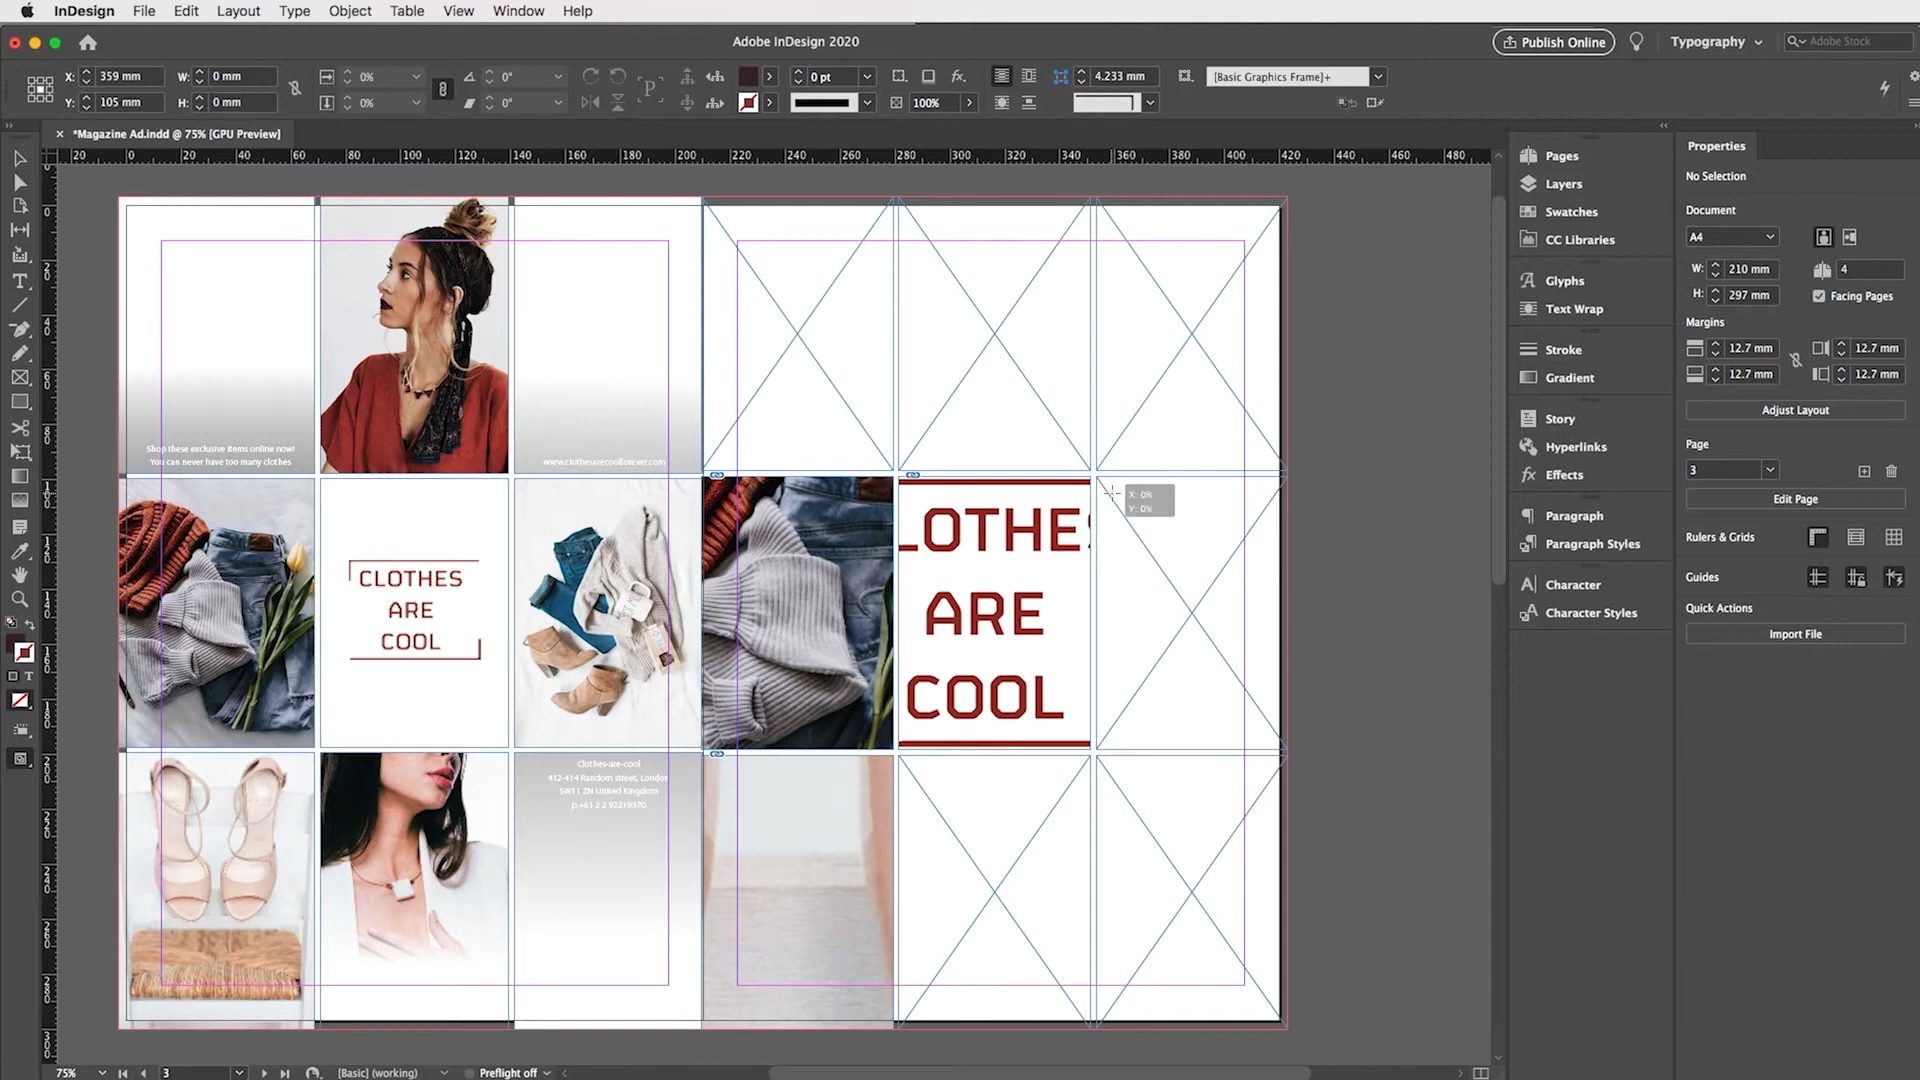 InDesign File Edit Layout Type Object Table View Window Help
Adobe InDesign 2020
Publish Online
Typography
Adobe Stock
X: 359 mm W: 0 mm 0% 0° 0 pt fx. 4.233 mm [Basic Graphics Frame]+
Y: 105 mm H: 0 mm 0% 0° P 100%
*Magazine Ad.indd @ 75% [GPU Preview]
20 0 20 40 60 80 100 120 140 160 180 200 220 240 260 280 300 320 340 360 380 400 420 440 460 480
Shop these exclusive items online now!
You can never have too many clothes
www.clothesarecoolforever.com
CLOTHES
ARE
COOL
LOTHES
ARE
COOL
X: 0%
Y: 0%
Clothes-are-cool
412-414 Random street, London
SW11 ZN United Kingdom
p.+61 2 2 92219370
Pages
Layers
Swatches
CC Libraries
Glyphs
Text Wrap
Stroke
Gradient
Story
Hyperlinks
fx Effects
Paragraph
Paragraph Styles
Character
Character Styles
Properties
No Selection
Document
A4
W: 210 mm 4
H: 297 mm Facing Pages
Margins
12.7 mm 12.7 mm
12.7 mm 12.7 mm
Adjust Layout
Page
3
Edit Page
Rulers & Grids
Guides
Quick Actions
Import File
75% 3 [Basic] (working) Preflight off